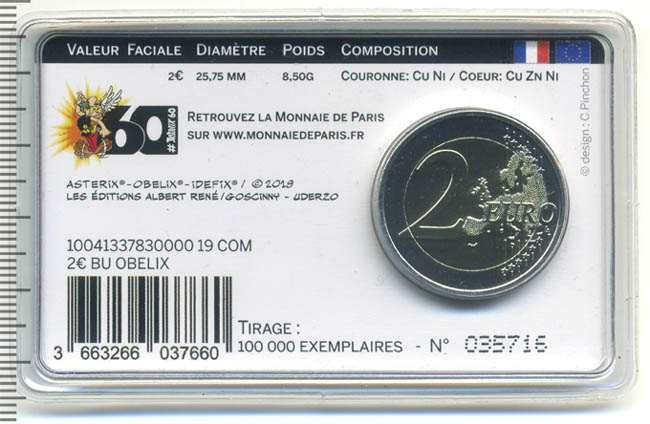 VALEUR FACIALE DIAMÈTRE POIDS COMPOSITION
2€ 25,75 MM 8,50G COURONNE: CU NI / COEUR: CU ZN NI
60
# Asterix 60
RETROUVEZ LA MONNAIE DE PARIS
SUR WWW.MONNAIEDEPARIS.FR
ASTERIX®-OBELIX®-IDEFIX® / © 2019
LES ÉDITIONS ALBERT RENÉ/GOSCINNY - UDERZO
10041337830000 19 COM
2€ BU OBELIX
3 663266 037660
TIRAGE :
100 000 EXEMPLAIRES - N° 035716
2 EURO
© design : C.Pinchon